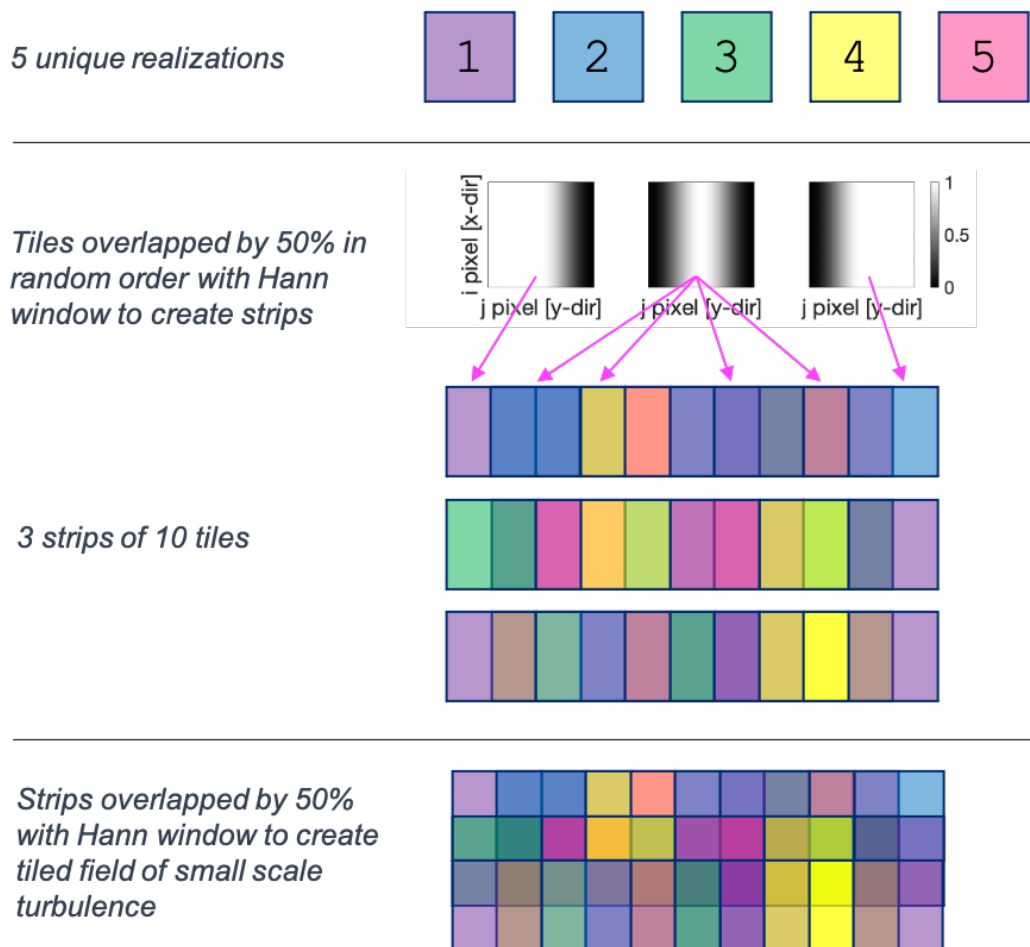 5 unique realizations
1 2 3 4 5
Tiles overlapped by 50% in
random order with Hann
window to create strips
i pixel [x-dir]
1
0.5
0
j pixel [y-dir] j pixel [y-dir] j pixel [y-dir]
3 strips of 10 tiles
Strips overlapped by 50%
with Hann window to create
tiled field of small scale
turbulence